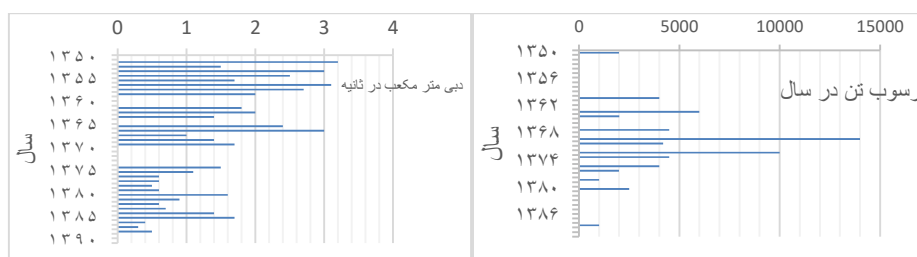 0 1 2 3 4
۱۳۵۰
۱۳۵۵
۱۳۶۰
۱۳۶۵
۱۳۷۰
۱۳۷۵
۱۳۸۰
۱۳۸۵
۱۳۹۰
سال
دبی متر مکعب در ثانیه
0 5000 10000 15000
۱۳۵۰
۱۳۵۶
۱۳۶۲
۱۳۶۸
۱۳۷۴
۱۳۸۰
۱۳۸۶
سال
رسوب تن در سال